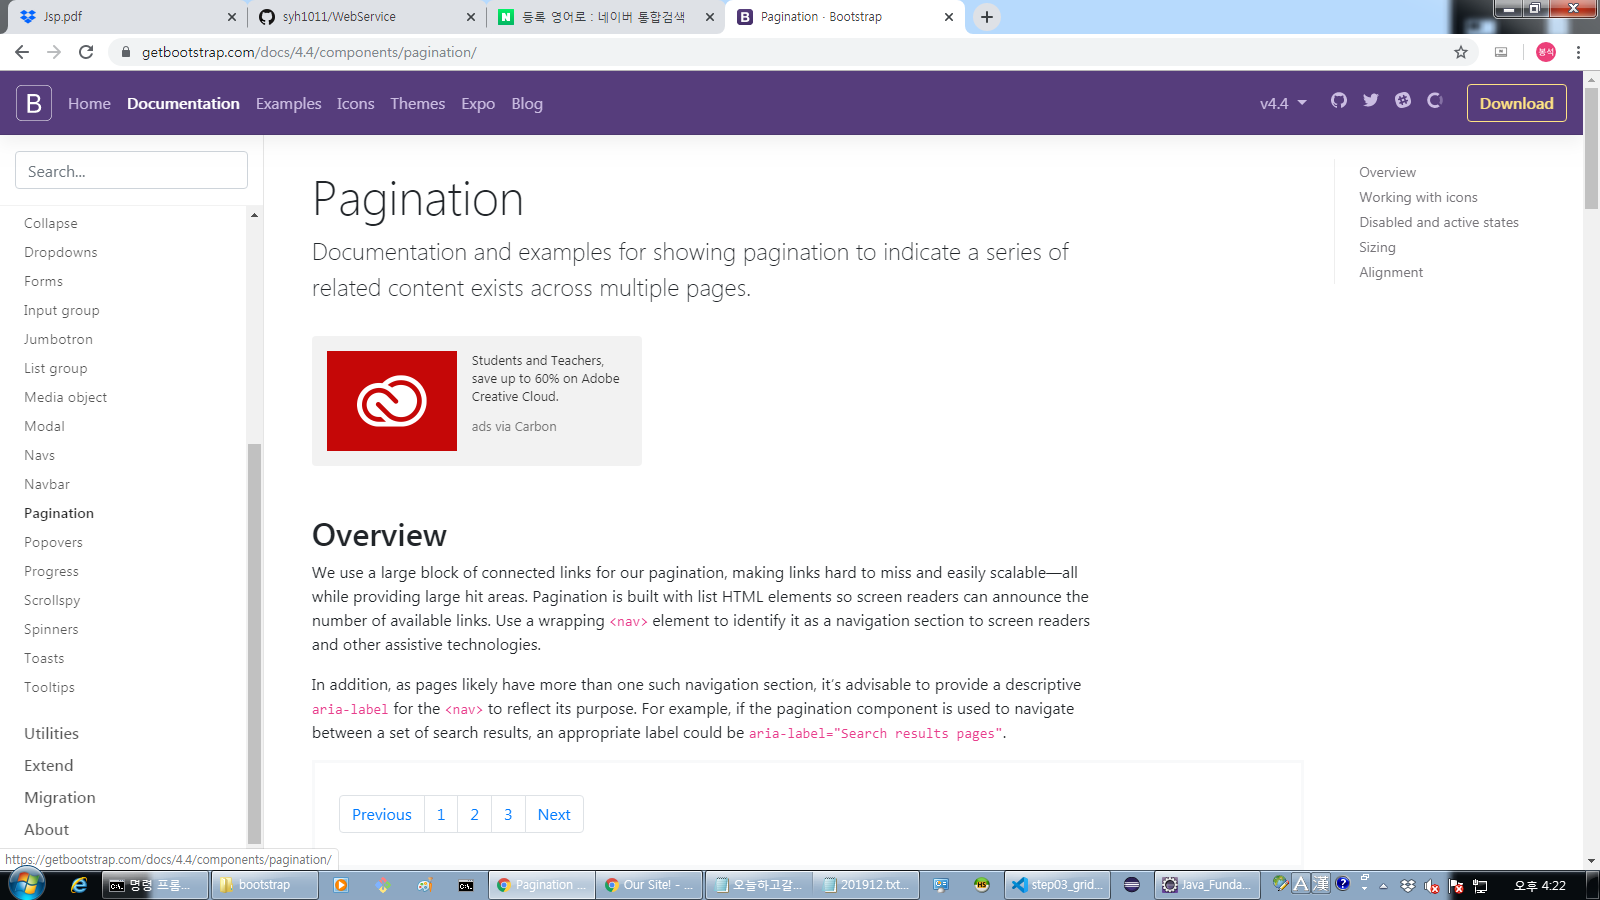 Jsp.pdf
syh1011/WebService
등록 영어로 : 네이버 통합검색
Pagination · Bootstrap
getbootstrap.com/docs/4.4/components/pagination/
봉석
B
Home
Documentation
Examples
Icons
Themes
Expo
Blog
v4.4
Download
Search...
Collapse
Dropdowns
Forms
Input group
Jumbotron
List group
Media object
Modal
Navs
Navbar
Pagination
Popovers
Progress
Scrollspy
Spinners
Toasts
Tooltips
Utilities
Extend
Migration
About
Pagination
Documentation and examples for showing pagination to indicate a series of
related content exists across multiple pages.
Students and Teachers,
save up to 60% on Adobe
Creative Cloud.
ads via Carbon
Overview
We use a large block of connected links for our pagination, making links hard to miss and easily scalable—all
while providing large hit areas. Pagination is built with list HTML elements so screen readers can announce the
number of available links. Use a wrapping <nav> element to identify it as a navigation section to screen readers
and other assistive technologies.
In addition, as pages likely have more than one such navigation section, it’s advisable to provide a descriptive
aria-label for the <nav> to reflect its purpose. For example, if the pagination component is used to navigate
between a set of search results, an appropriate label could be aria-label="Search results pages".
Previous 1 2 3 Next
Overview
Working with icons
Disabled and active states
Sizing
Alignment
https://getbootstrap.com/docs/4.4/components/pagination/
명령 프롬...
bootstrap
Pagination ...
Our Site! - ...
오늘하고갈...
201912.txt...
step03_grid...
Java_Funda...
A 漢
오후 4:22